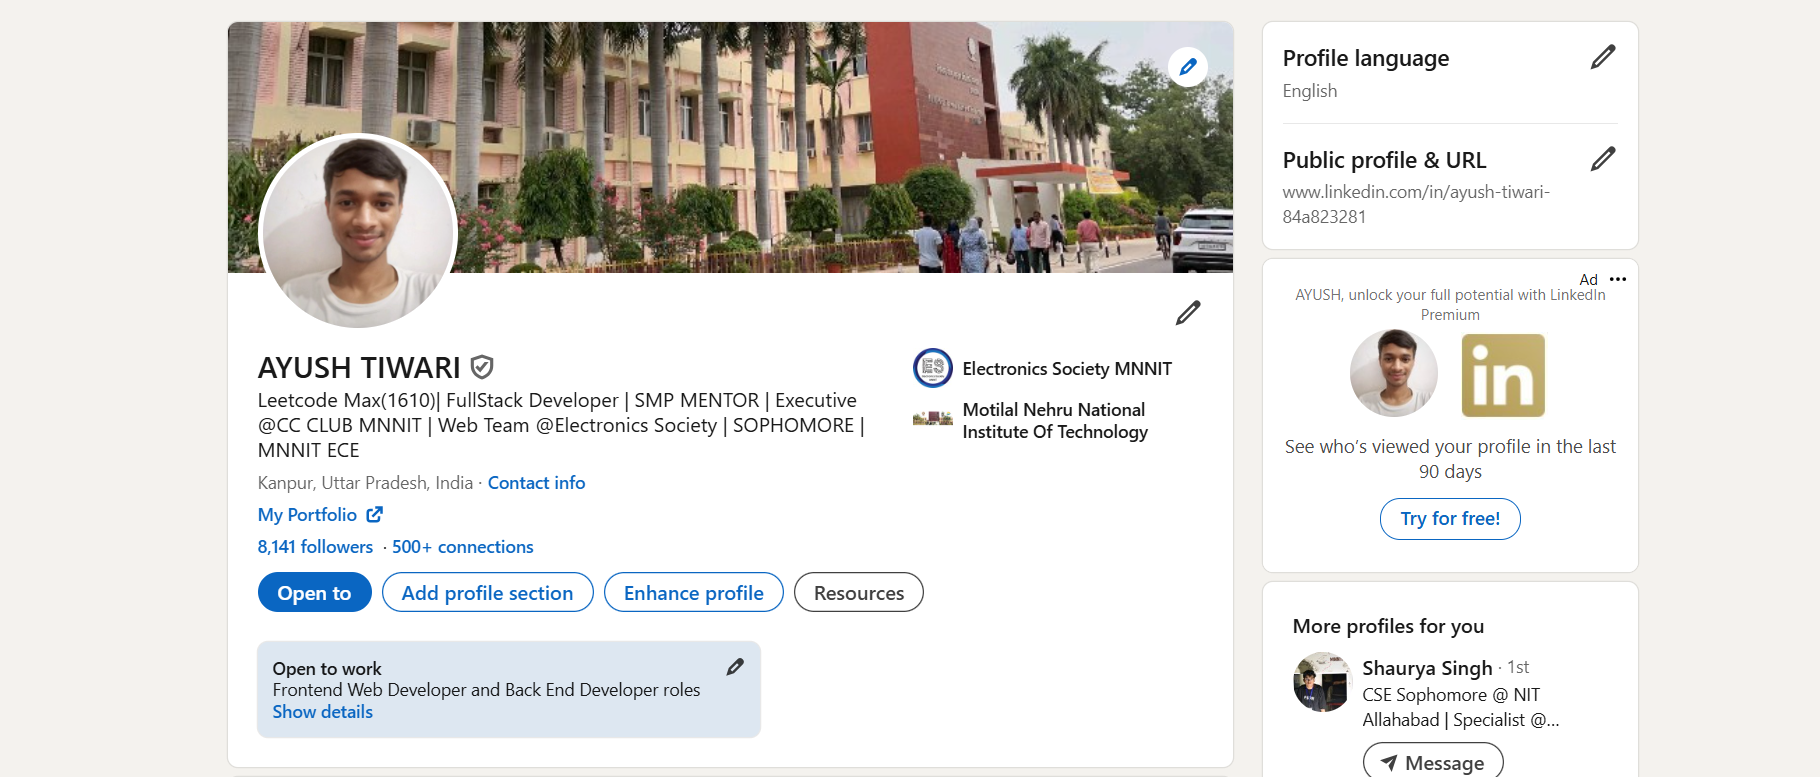 AYUSH TIWARI
Leetcode Max(1610)| FullStack Developer | SMP MENTOR | Executive
@CC CLUB MNNIT | Web Team @Electronics Society | SOPHOMORE |
MNNIT ECE
Kanpur, Uttar Pradesh, India · Contact info
My Portfolio
8,141 followers · 500+ connections
Open to
Add profile section
Enhance profile
Resources
Electronics Society MNNIT
Motilal Nehru National
Institute Of Technology
Open to work
Frontend Web Developer and Back End Developer roles
Show details
Profile language
English
Public profile & URL
www.linkedin.com/in/ayush-tiwari-
84a823281
Ad
AYUSH, unlock your full potential with LinkedIn
Premium
in
See who's viewed your profile in the last
90 days
Try for free!
More profiles for you
Shaurya Singh · 1st
CSE Sophomore @ NIT
Allahabad | Specialist @...
Message